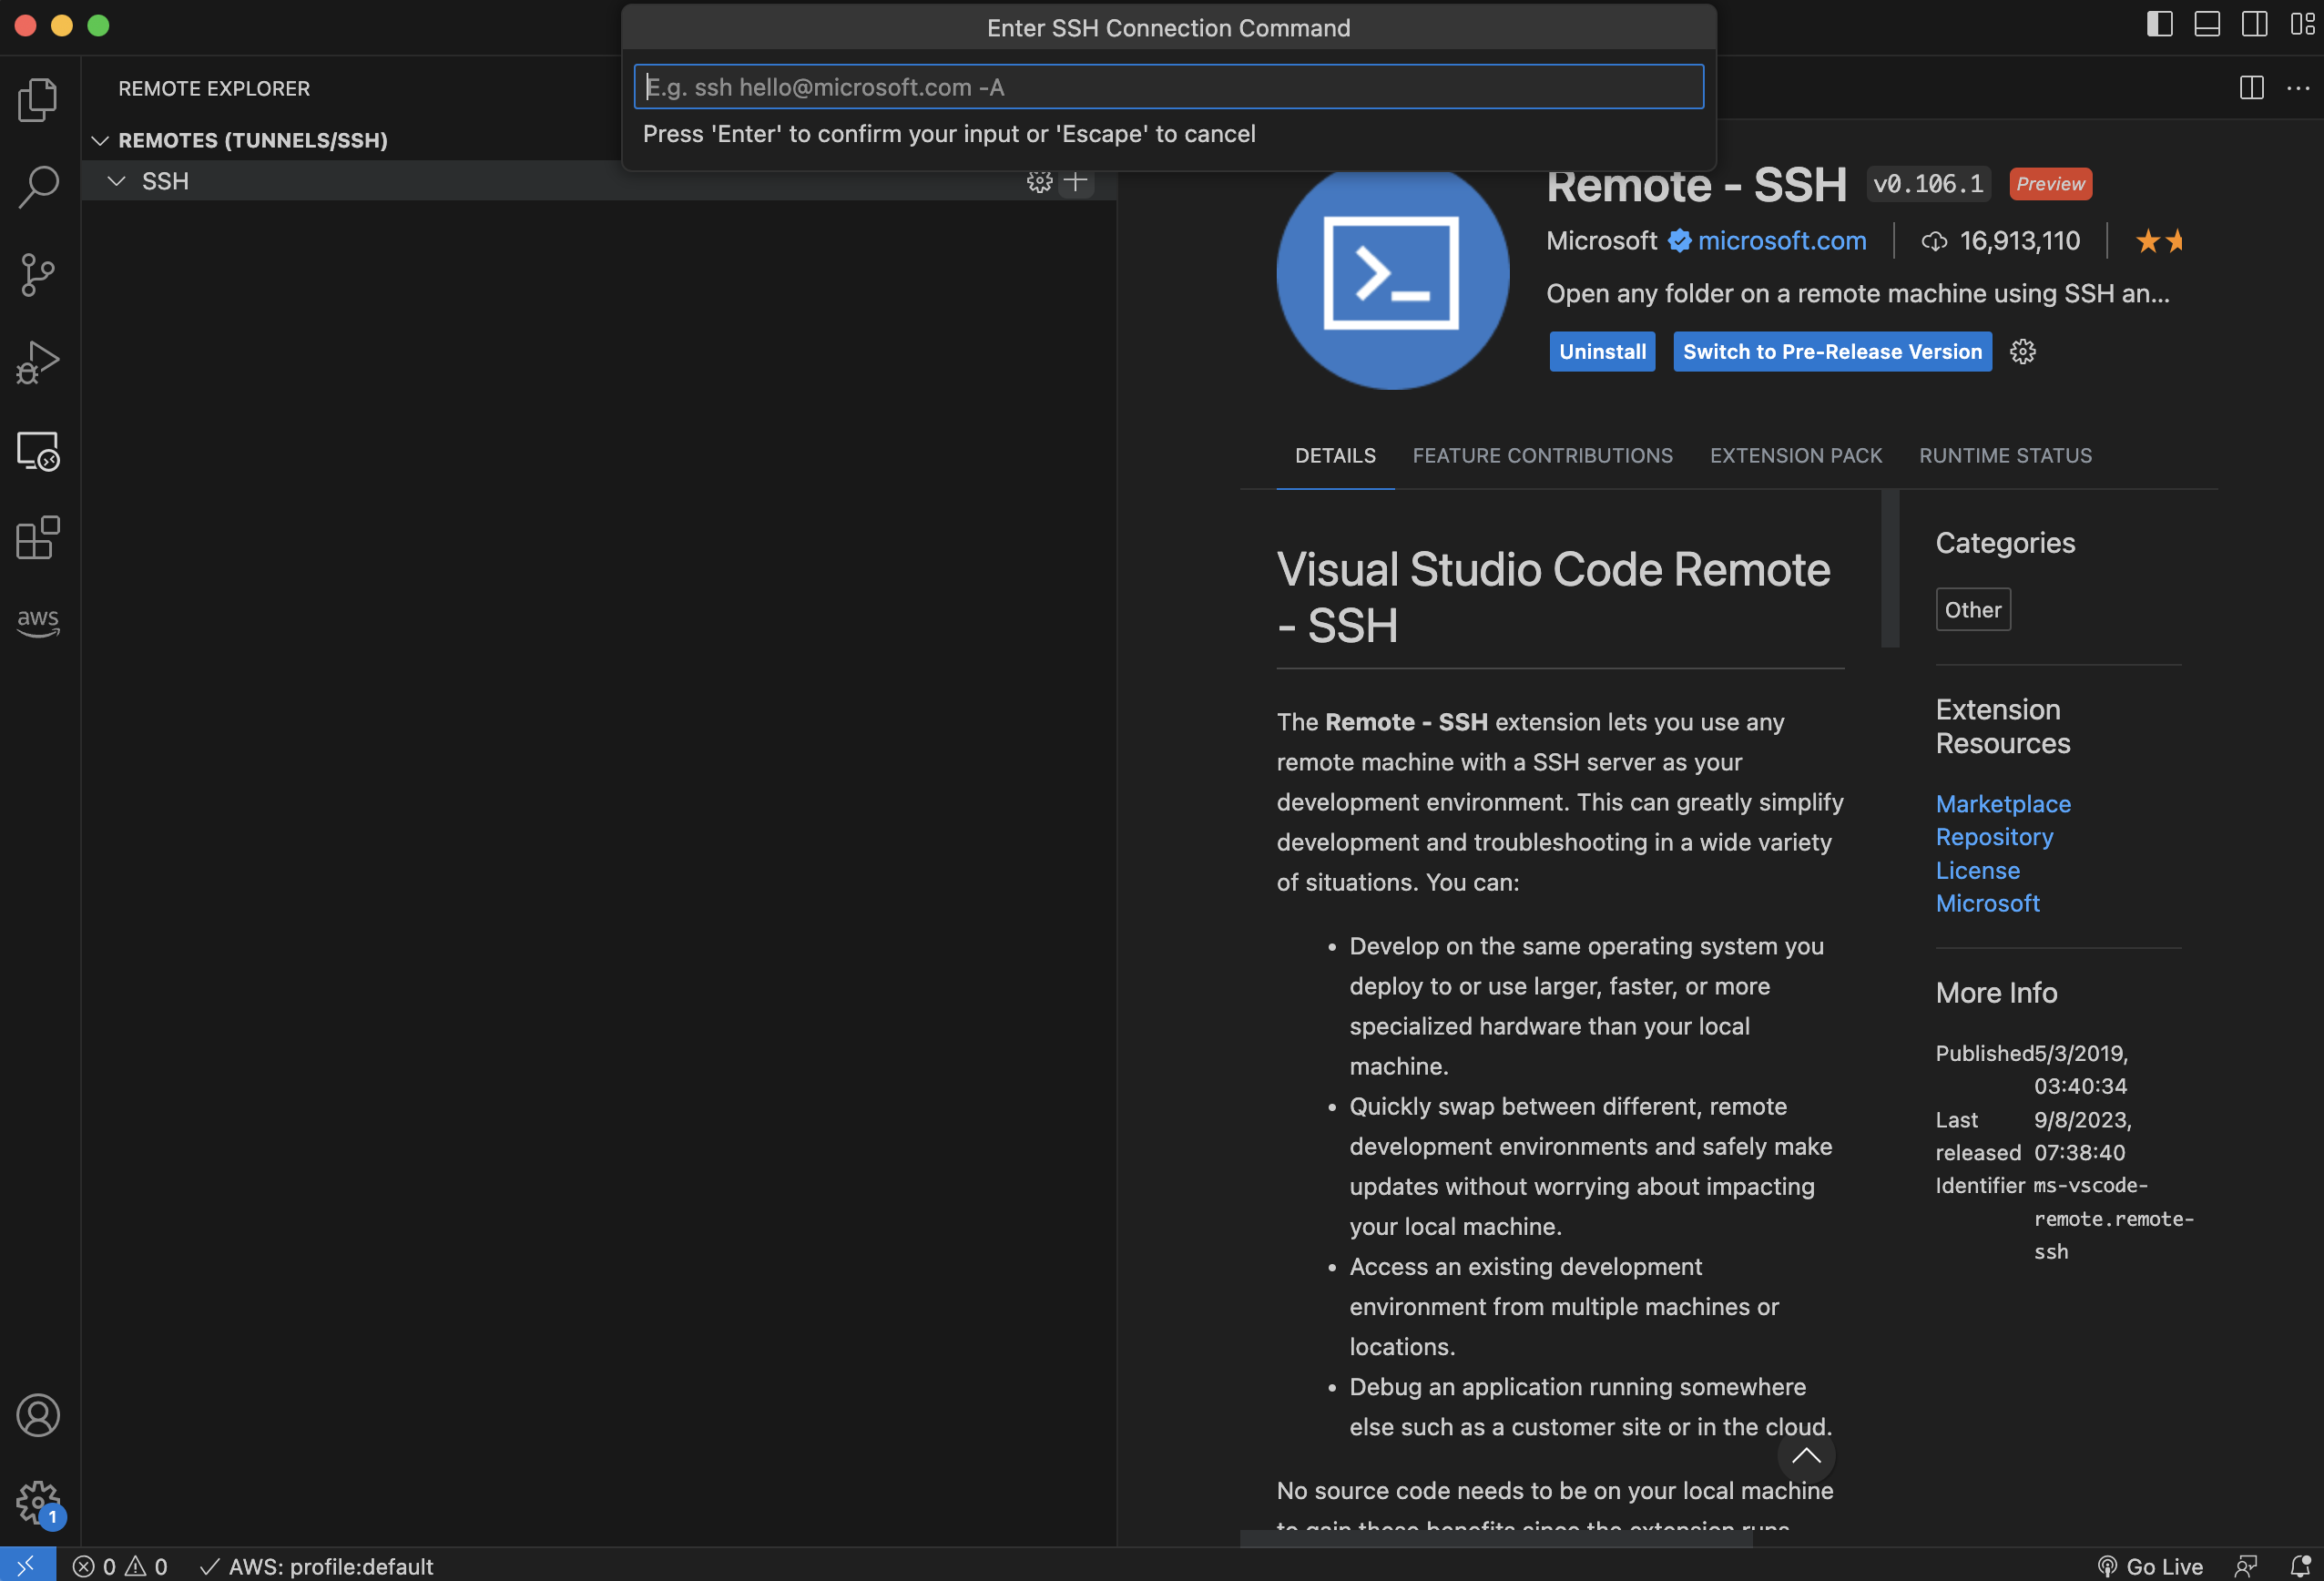 Enter SSH Connection Command
E.g. ssh hello@microsoft.com -A
Press 'Enter' to confirm your input or 'Escape' to cancel
REMOTE EXPLORER
REMOTES (TUNNELS/SSH)
SSH
aws
1
Remote - SSH v0.106.1 Preview
Microsoft microsoft.com 16,913,110
Open any folder on a remote machine using SSH an...
Uninstall Switch to Pre-Release Version
DETAILS FEATURE CONTRIBUTIONS EXTENSION PACK RUNTIME STATUS
Visual Studio Code Remote
- SSH
The Remote - SSH extension lets you use any
remote machine with a SSH server as your
development environment. This can greatly simplify
development and troubleshooting in a wide variety
of situations. You can:
• Develop on the same operating system you
deploy to or use larger, faster, or more
specialized hardware than your local
machine.
• Quickly swap between different, remote
development environments and safely make
updates without worrying about impacting
your local machine.
• Access an existing development
environment from multiple machines or
locations.
• Debug an application running somewhere
else such as a customer site or in the cloud.
No source code needs to be on your local machine
to gain these benefits since the extension runs
Categories
Other
Extension
Resources
Marketplace
Repository
License
Microsoft
More Info
Published 5/3/2019,
03:40:34
Last 9/8/2023,
released 07:38:40
Identifier ms-vscode-
remote.remote-
ssh
0 0 AWS: profile:default
Go Live